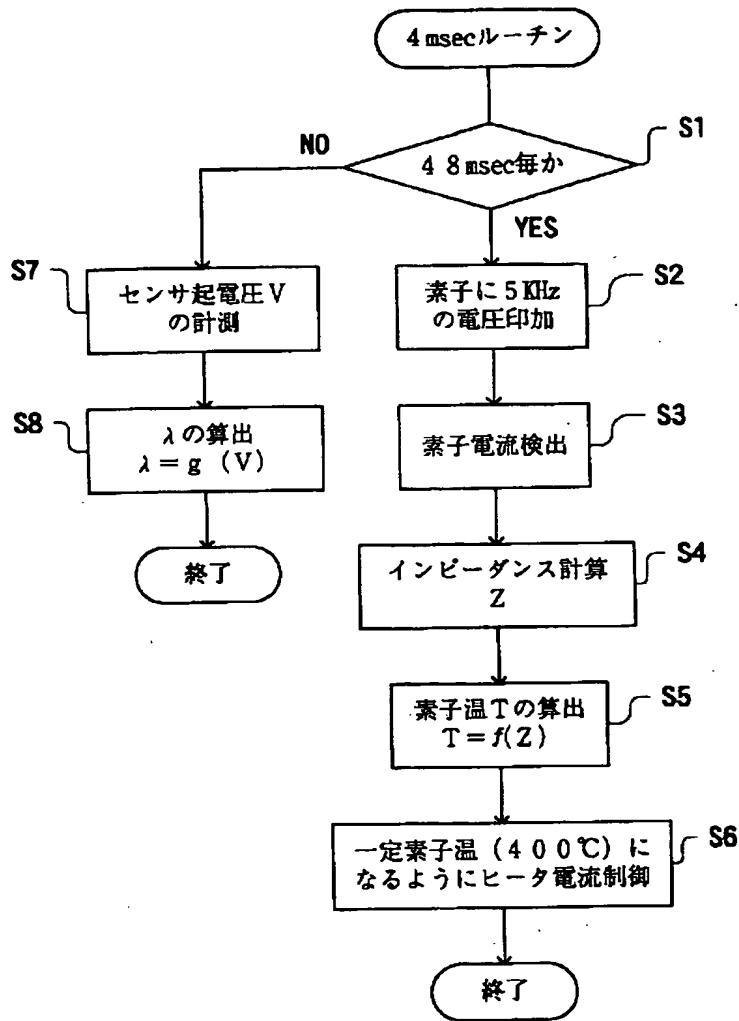 4msecルーチン
S1
48msec毎か
NO
YES
S7
センサ起電圧V
の計測
S8
λの算出
λ=g (V)
終了
S2
素子に5KHz
の電圧印加
S3
素子電流検出
S4
インピーダンス計算
Z
S5
素子温Tの算出
T=f(Z)
S6
一定素子温(400℃)に
なるようにヒータ電流制御
終了